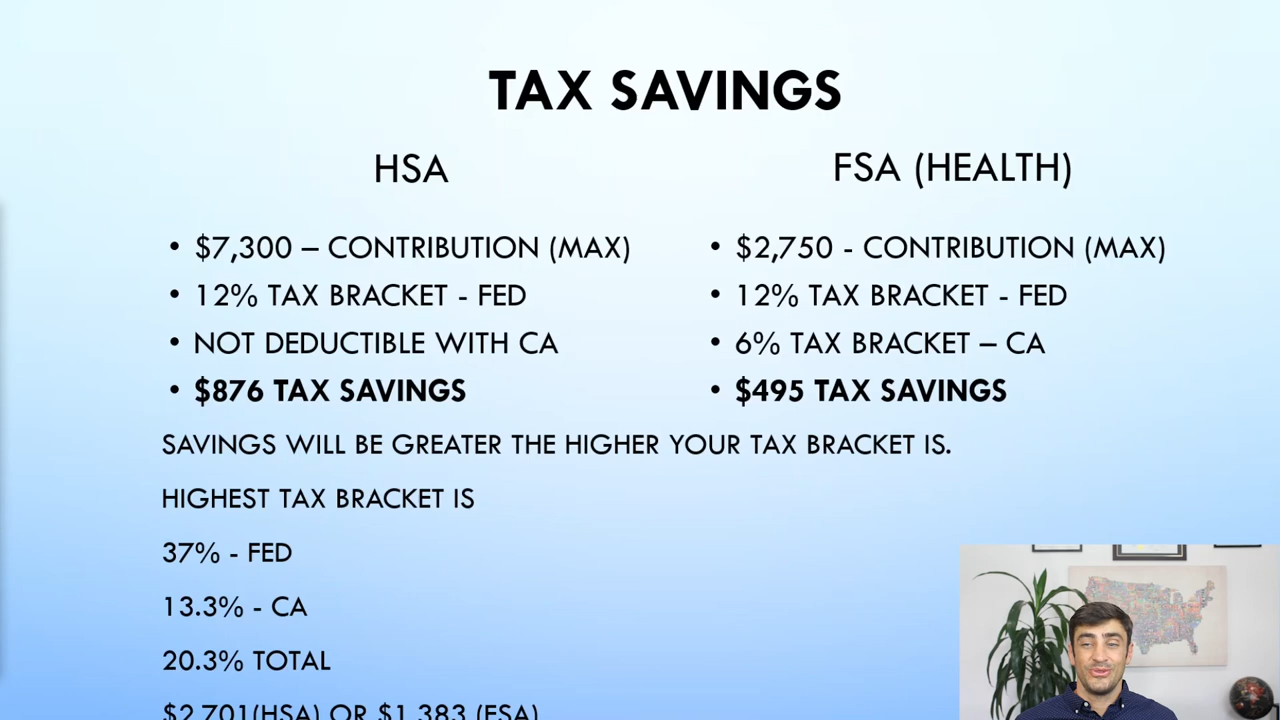 TAX SAVINGS
HSA
FSA (HEALTH)
• $7,300 – CONTRIBUTION (MAX)
• 12% TAX BRACKET - FED
• NOT DEDUCTIBLE WITH CA
• $876 TAX SAVINGS
• $2,750 - CONTRIBUTION (MAX)
• 12% TAX BRACKET - FED
• 6% TAX BRACKET – CA
• $495 TAX SAVINGS
SAVINGS WILL BE GREATER THE HIGHER YOUR TAX BRACKET IS.
HIGHEST TAX BRACKET IS
37% - FED
13.3% - CA
20.3% TOTAL
$2,701(HSA) OR $1,383 (FSA)